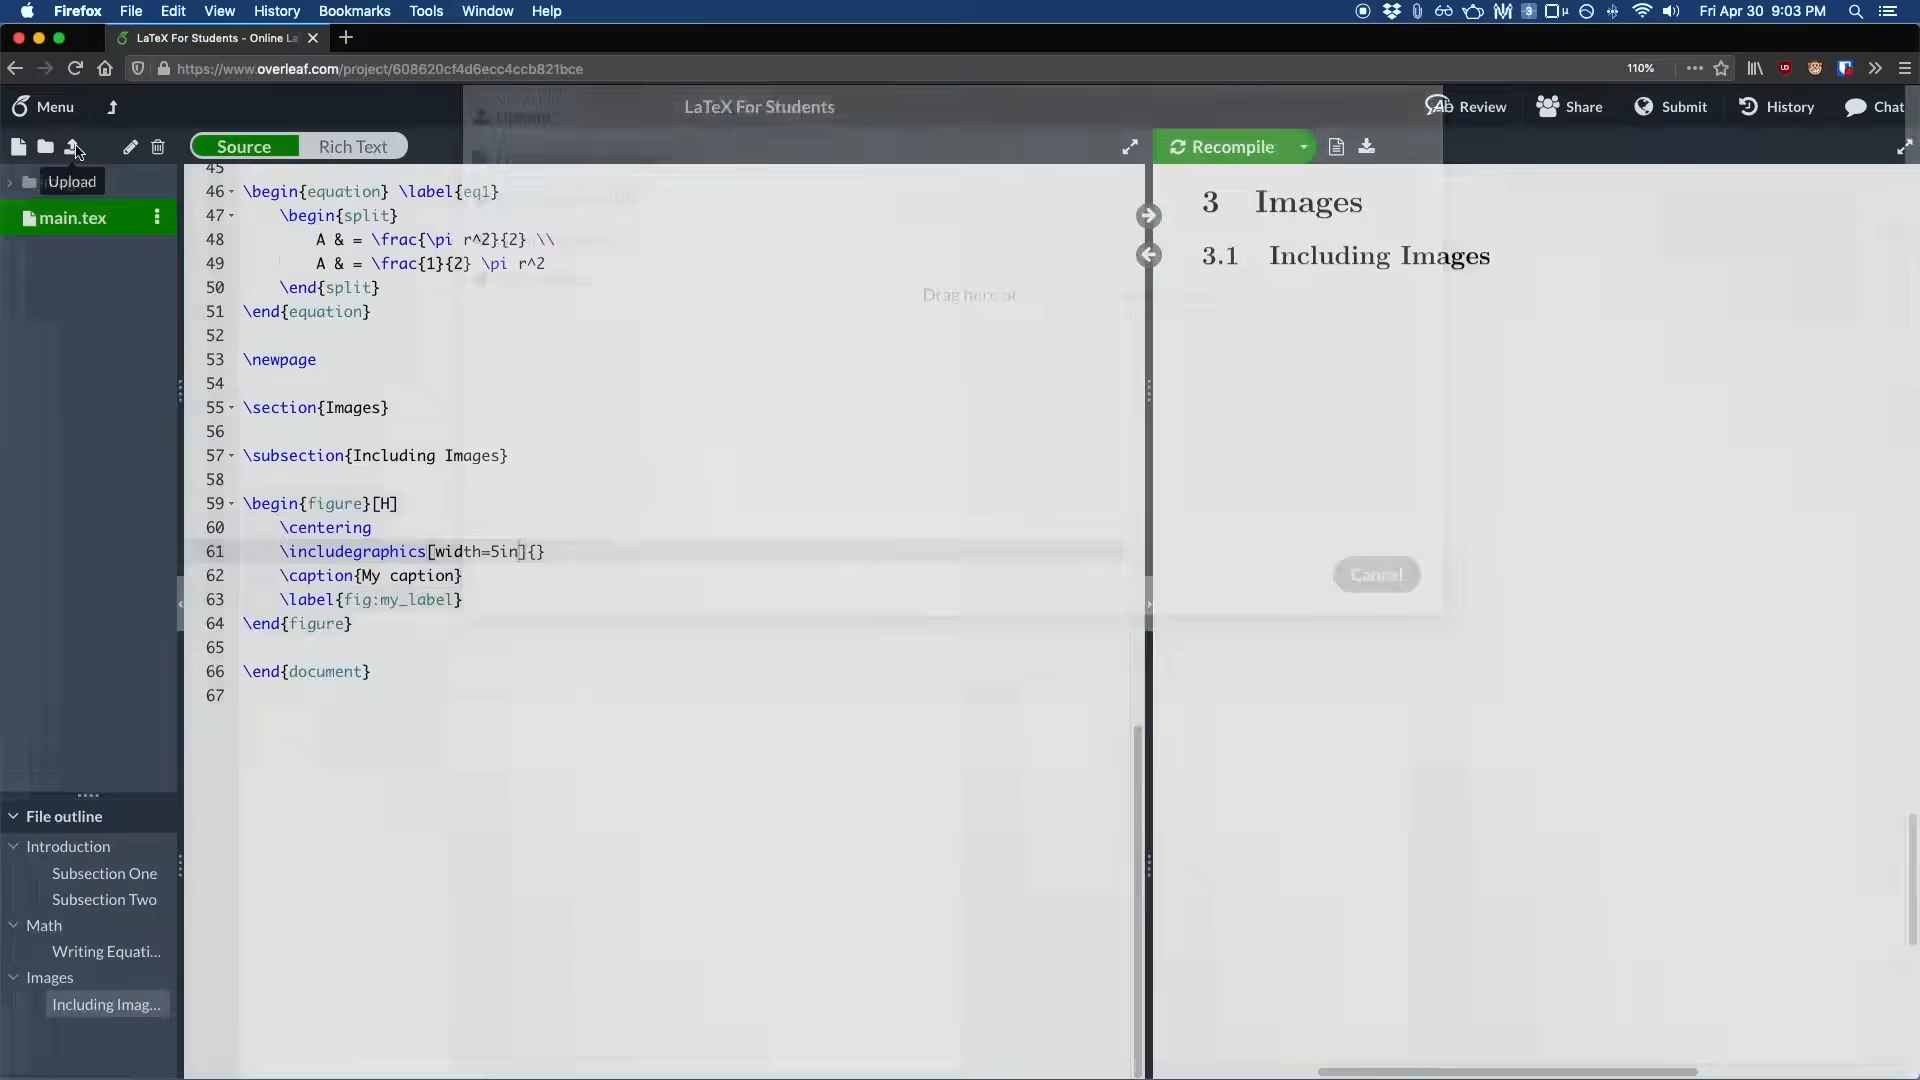 Firefox File Edit View History Bookmarks Tools Window Help 3 Fri Apr 30 9:03 PM
LaTeX For Students - Online La
https://www.overleaf.com/project/608620cf4d6ecc4ccb821bce 110%
Menu LaTeX For Students Review Share Submit History Chat
Source Rich Text Recompile
Upload
main.tex
45
46 \begin{equation} \label{eq1}
47 \begin{split}
48 A & = \frac{\pi r^2}{2} \\
49 A & = \frac{1}{2} \pi r^2
50 \end{split}
51 \end{equation}
52
53 \newpage
54
55 \section{Images}
56
57 \subsection{Including Images}
58
59 \begin{figure}[H]
60 \centering
61 \includegraphics[width=5in]{}
62 \caption{My caption}
63 \label{fig:my_label}
64 \end{figure}
65
66 \end{document}
67
3 Images
3.1 Including Images
Drag here or
Cancel
File outline
Introduction
Subsection One
Subsection Two
Math
Writing Equati...
Images
Including Imag...